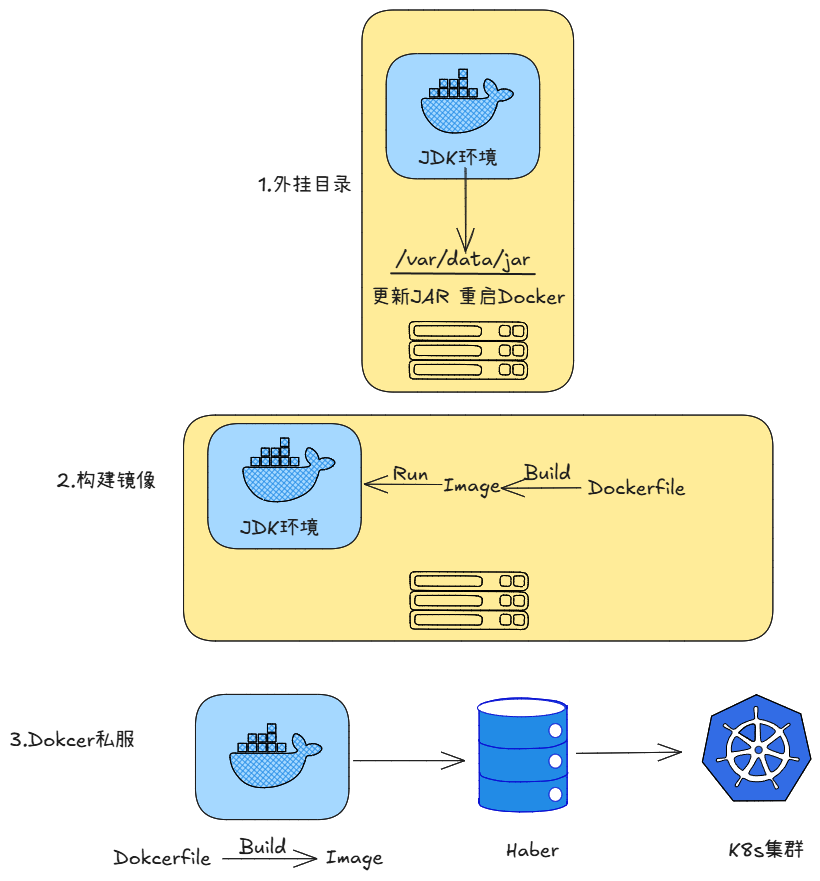 JDK环境
1.外挂目录
/var/data/jar
更新JAR 重启Docker
2.构建镜像
JDK环境
Run
Image
Build
Dockerfile
3.Dokcer私服
Dokcerfile
Build
Image
Haber
K8s集群